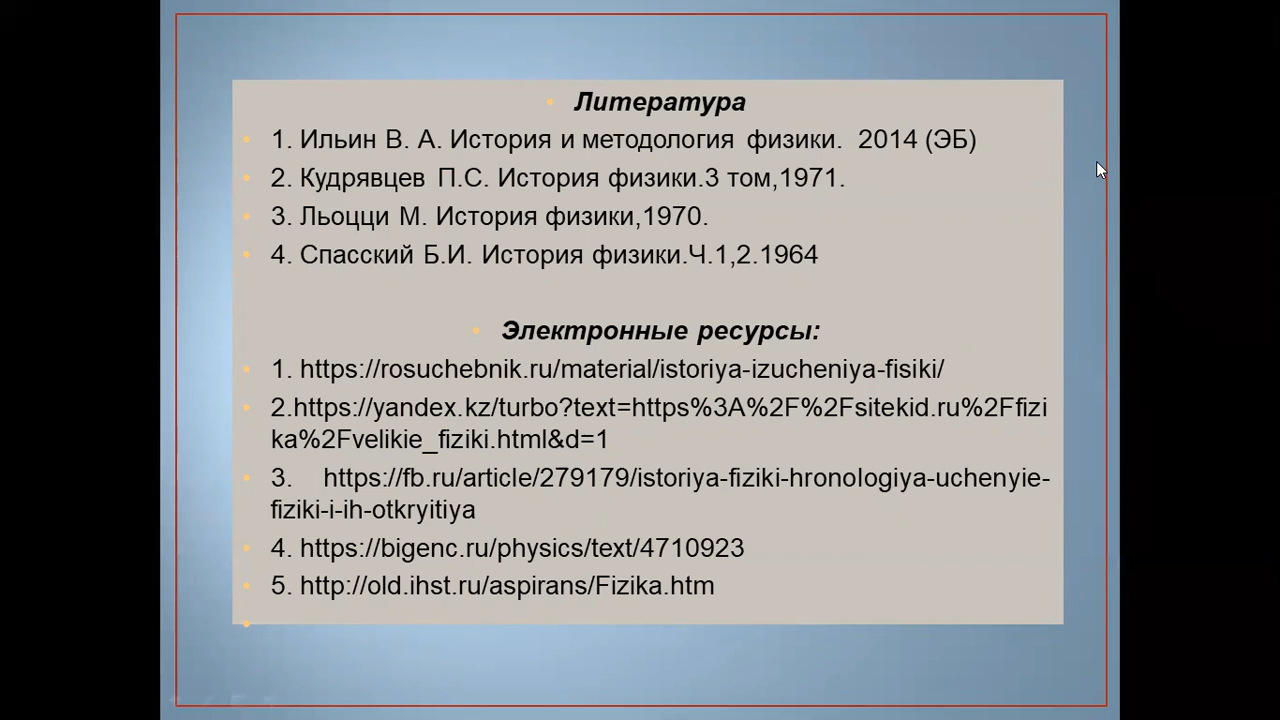 Литература
1. Ильин В. А. История и методология физики. 2014 (ЭБ)
2. Кудрявцев П.С. История физики.3 том,1971.
3. Льоцци М. История физики,1970.
4. Спасский Б.И. История физики.Ч.1,2.1964
Электронные ресурсы:
1. https://rosuchebnik.ru/material/istoriya-izucheniya-fisiki/
2.https://yandex.kz/turbo?text=https%3A%2F%2Fsitekid.ru%2Ffizi
ka%2Fvelikie_fiziki.html&d=1
3. https://fb.ru/article/279179/istoriya-fiziki-hronologiya-uchenyie-
fiziki-i-ih-otkryitiya
4. https://bigenc.ru/physics/text/4710923
5. http://old.ihst.ru/aspirans/Fizika.htm